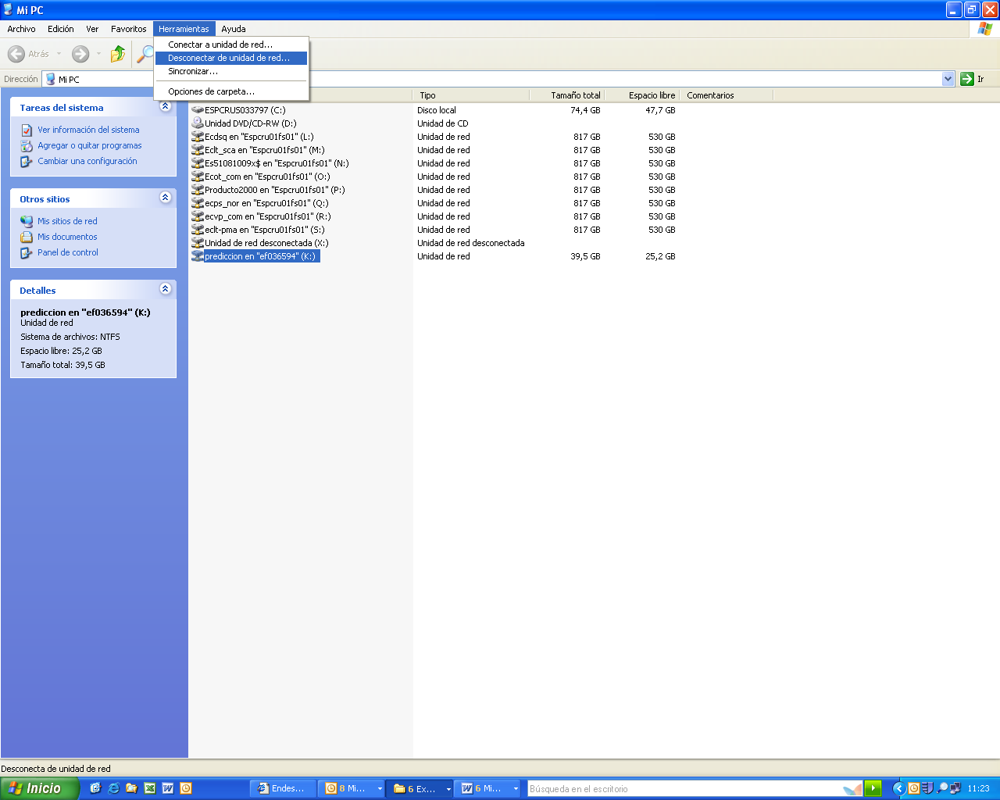 Mi PC
Archivo Edición Ver Favoritos Herramientas Ayuda
Conectar a unidad de red...
Desconectar de unidad de red...
Sincronizar...
Opciones de carpeta...
Atrás
Dirección Mi PC Ir
Tipo Tamaño total Espacio libre Comentarios
Tareas del sistema
Ver información del sistema
Agregar o quitar programas
Cambiar una configuración
Otros sitios
Mis sitios de red
Mis documentos
Panel de control
Detalles
prediccion en "ef036594" (K:)
Unidad de red
Sistema de archivos: NTFS
Espacio libre: 25,2 GB
Tamaño total: 39,5 GB
ESPCRUS033797 (C:) Disco local 74,4 GB 47,7 GB
Unidad DVD/CD-RW (D:) Unidad de CD
Ecdsq en "Espcru01fs01" (L:) Unidad de red 817 GB 530 GB
Eclt_sca en "Espcru01fs01" (M:) Unidad de red 817 GB 530 GB
Es51081009x$ en "Espcru01fs01" (N:) Unidad de red 817 GB 530 GB
Ecot_com en "Espcru01fs01" (O:) Unidad de red 817 GB 530 GB
Producto2000 en "Espcru01fs01" (P:) Unidad de red 817 GB 530 GB
ecps_nor en "Espcru01fs01" (Q:) Unidad de red 817 GB 530 GB
ecvp_com en "Espcru01fs01" (R:) Unidad de red 817 GB 530 GB
eclt-pma en "Espcru01fs01" (S:) Unidad de red 817 GB 530 GB
Unidad de red desconectada (X:) Unidad de red desconectada
prediccion en "ef036594" (K:) Unidad de red 39,5 GB 25,2 GB
Desconecta de unidad de red
Inicio Endes... 8 Mi... 6 Ex... 6 Mi... Búsqueda en el escritorio 11:23